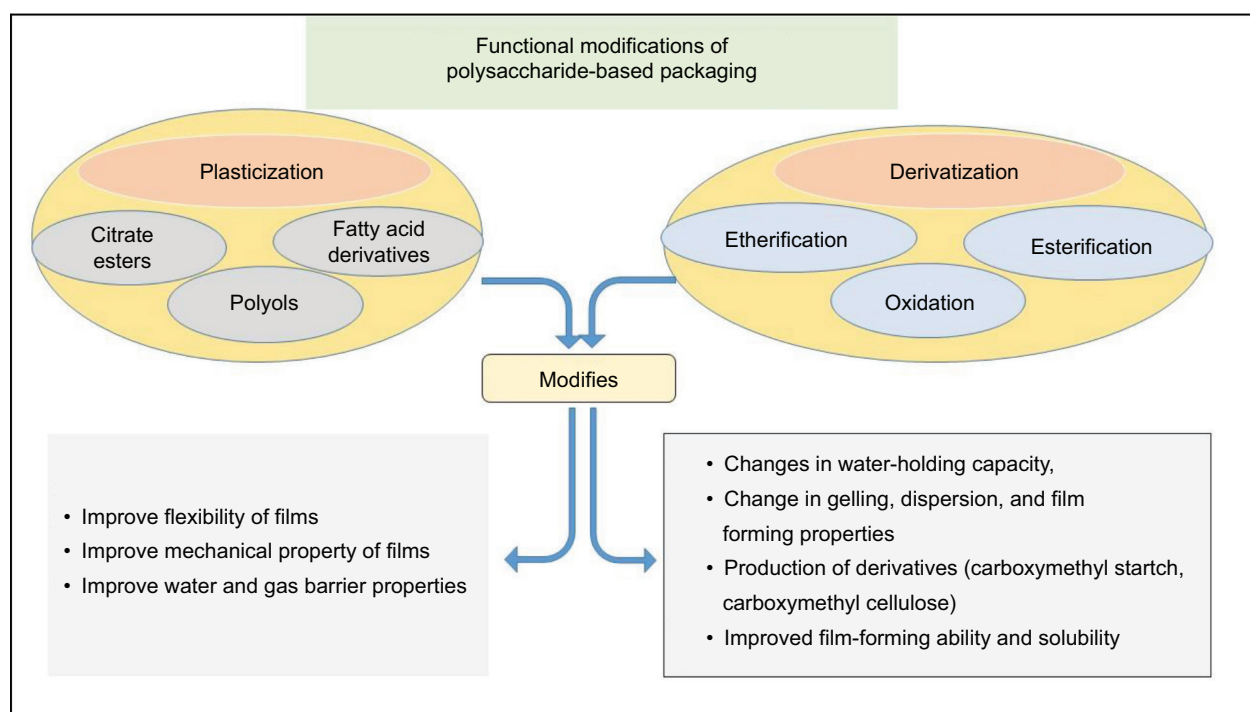 Functional modifications of
polysaccharide-based packaging
Plasticization
Citrate
esters
Fatty acid
derivatives
Polyols
Derivatization
Etherification
Esterification
Oxidation
Modifies
• Improve flexibility of films
• Improve mechanical property of films
• Improve water and gas barrier properties
• Changes in water-holding capacity,
• Change in gelling, dispersion, and film
forming properties
• Production of derivatives (carboxymethyl startch,
carboxymethyl cellulose)
• Improved film-forming ability and solubility